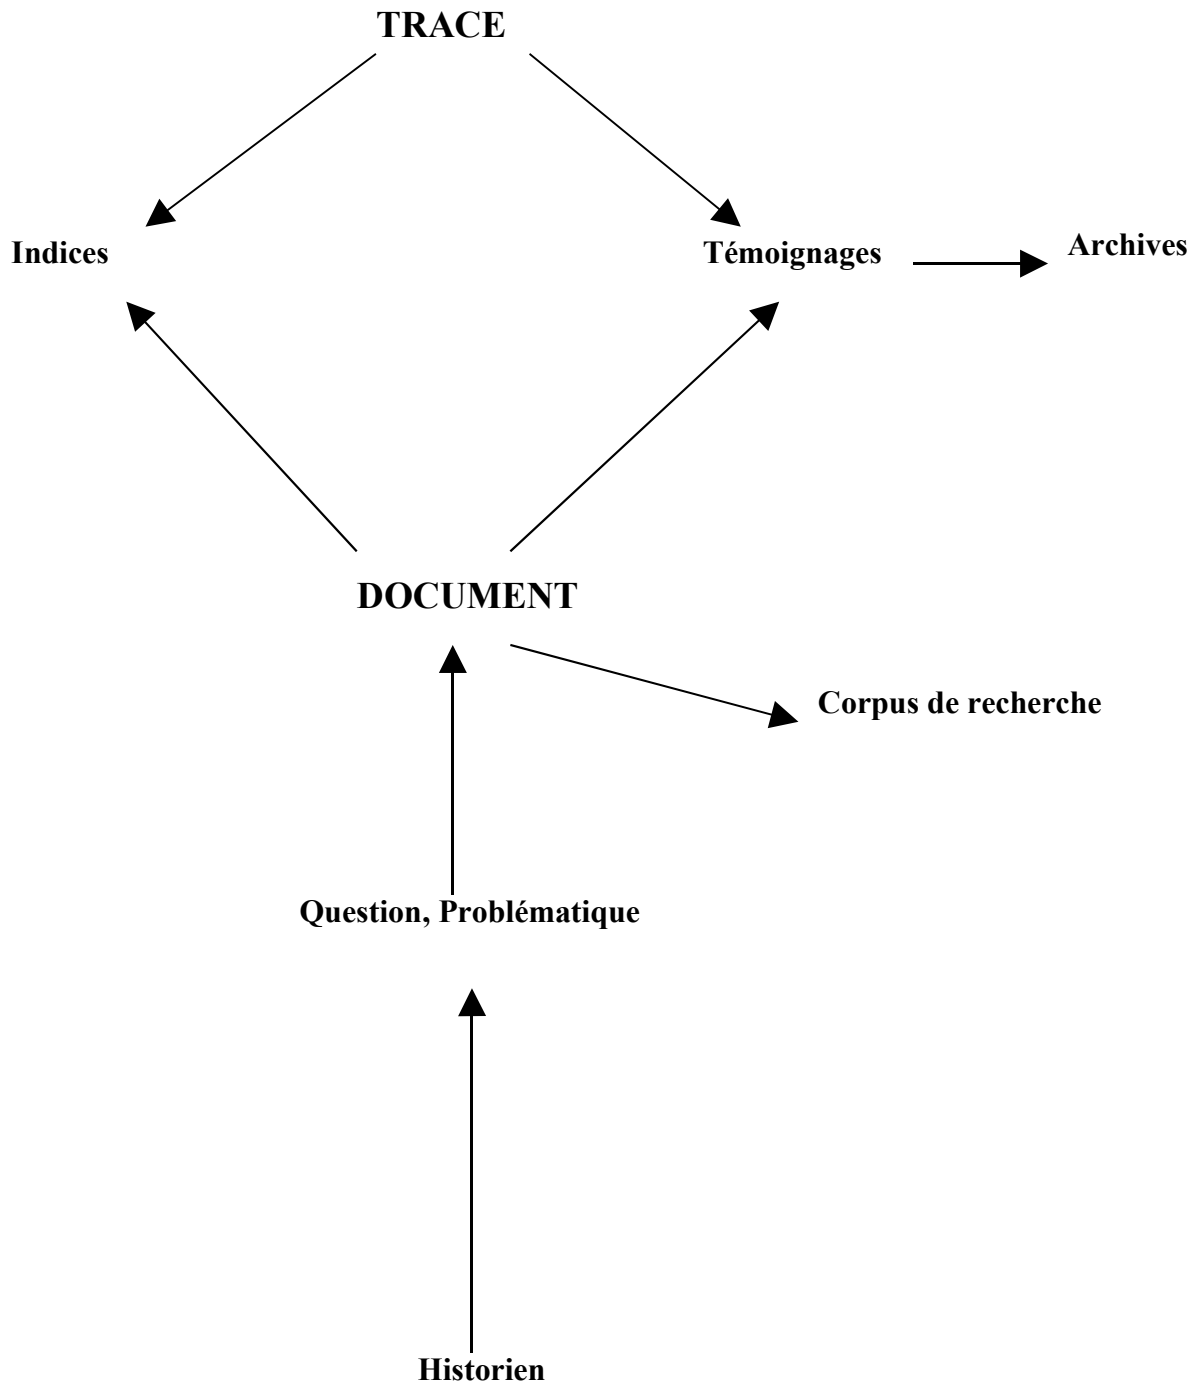 TRACE
Indices
Témoignages
Archives
DOCUMENT
Corpus de recherche
Question, Problématique
Historien